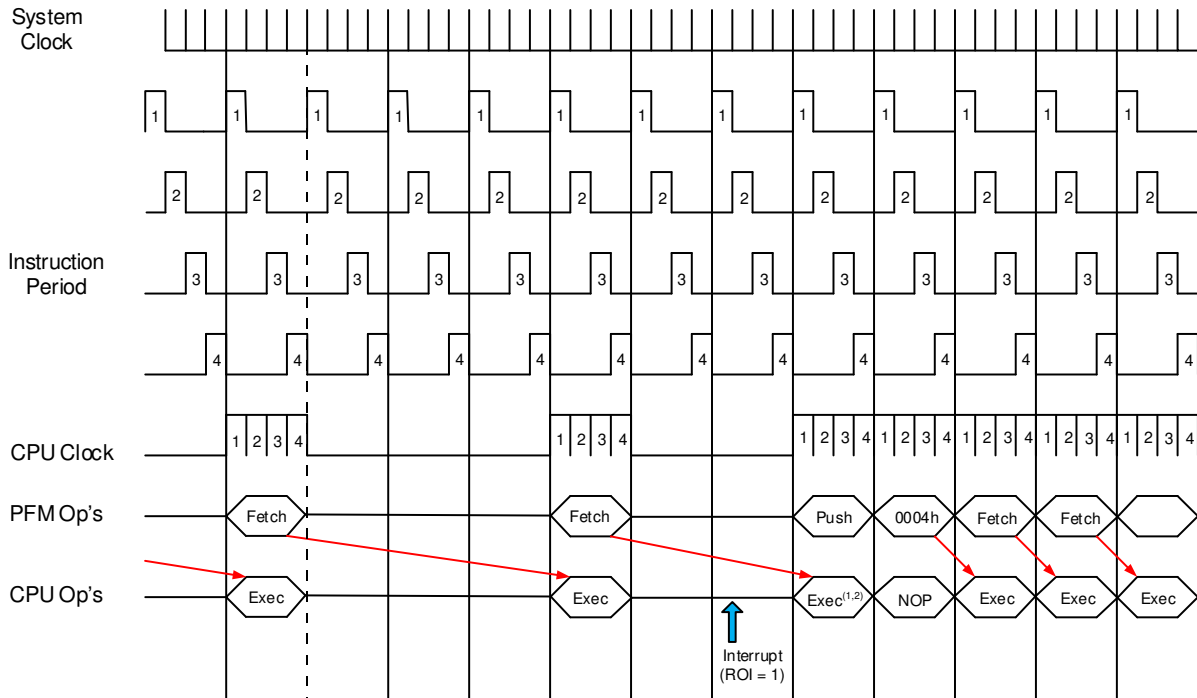 System
Clock
1 1 1 1 1 1 1 1 1 1 1 1 1
2 2 2 2 2 2 2 2 2 2 2 2 2
Instruction
Period
3 3 3 3 3 3 3 3 3 3 3 3 3
4 4 4 4 4 4 4 4 4 4 4 4 4
CPU Clock
1 2 3 4 1 2 3 4 1 2 3 4 1 2 3 4 1 2 3 4 1 2 3 4 1 2 3 4
PFM Op's
Fetch Fetch Push 0004h Fetch Fetch
CPU Op's
Exec Exec Exec(1,2) NOP Exec Exec Exec
Interrupt
(ROI = 1)